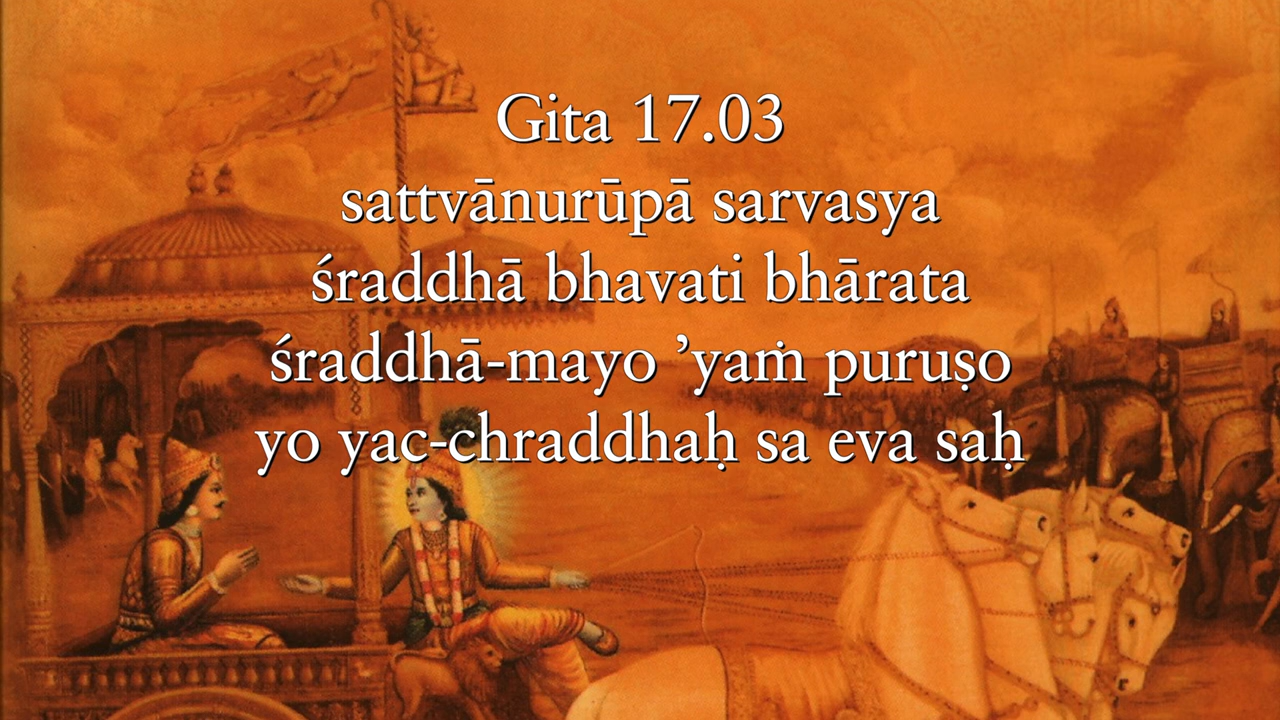 Gita 17.03
sattvānurūpā sarvasya
śraddhā bhavati bhārata
śraddhā-mayo ’yaṁ puruṣo
yo yac-chraddhaḥ sa eva saḥ